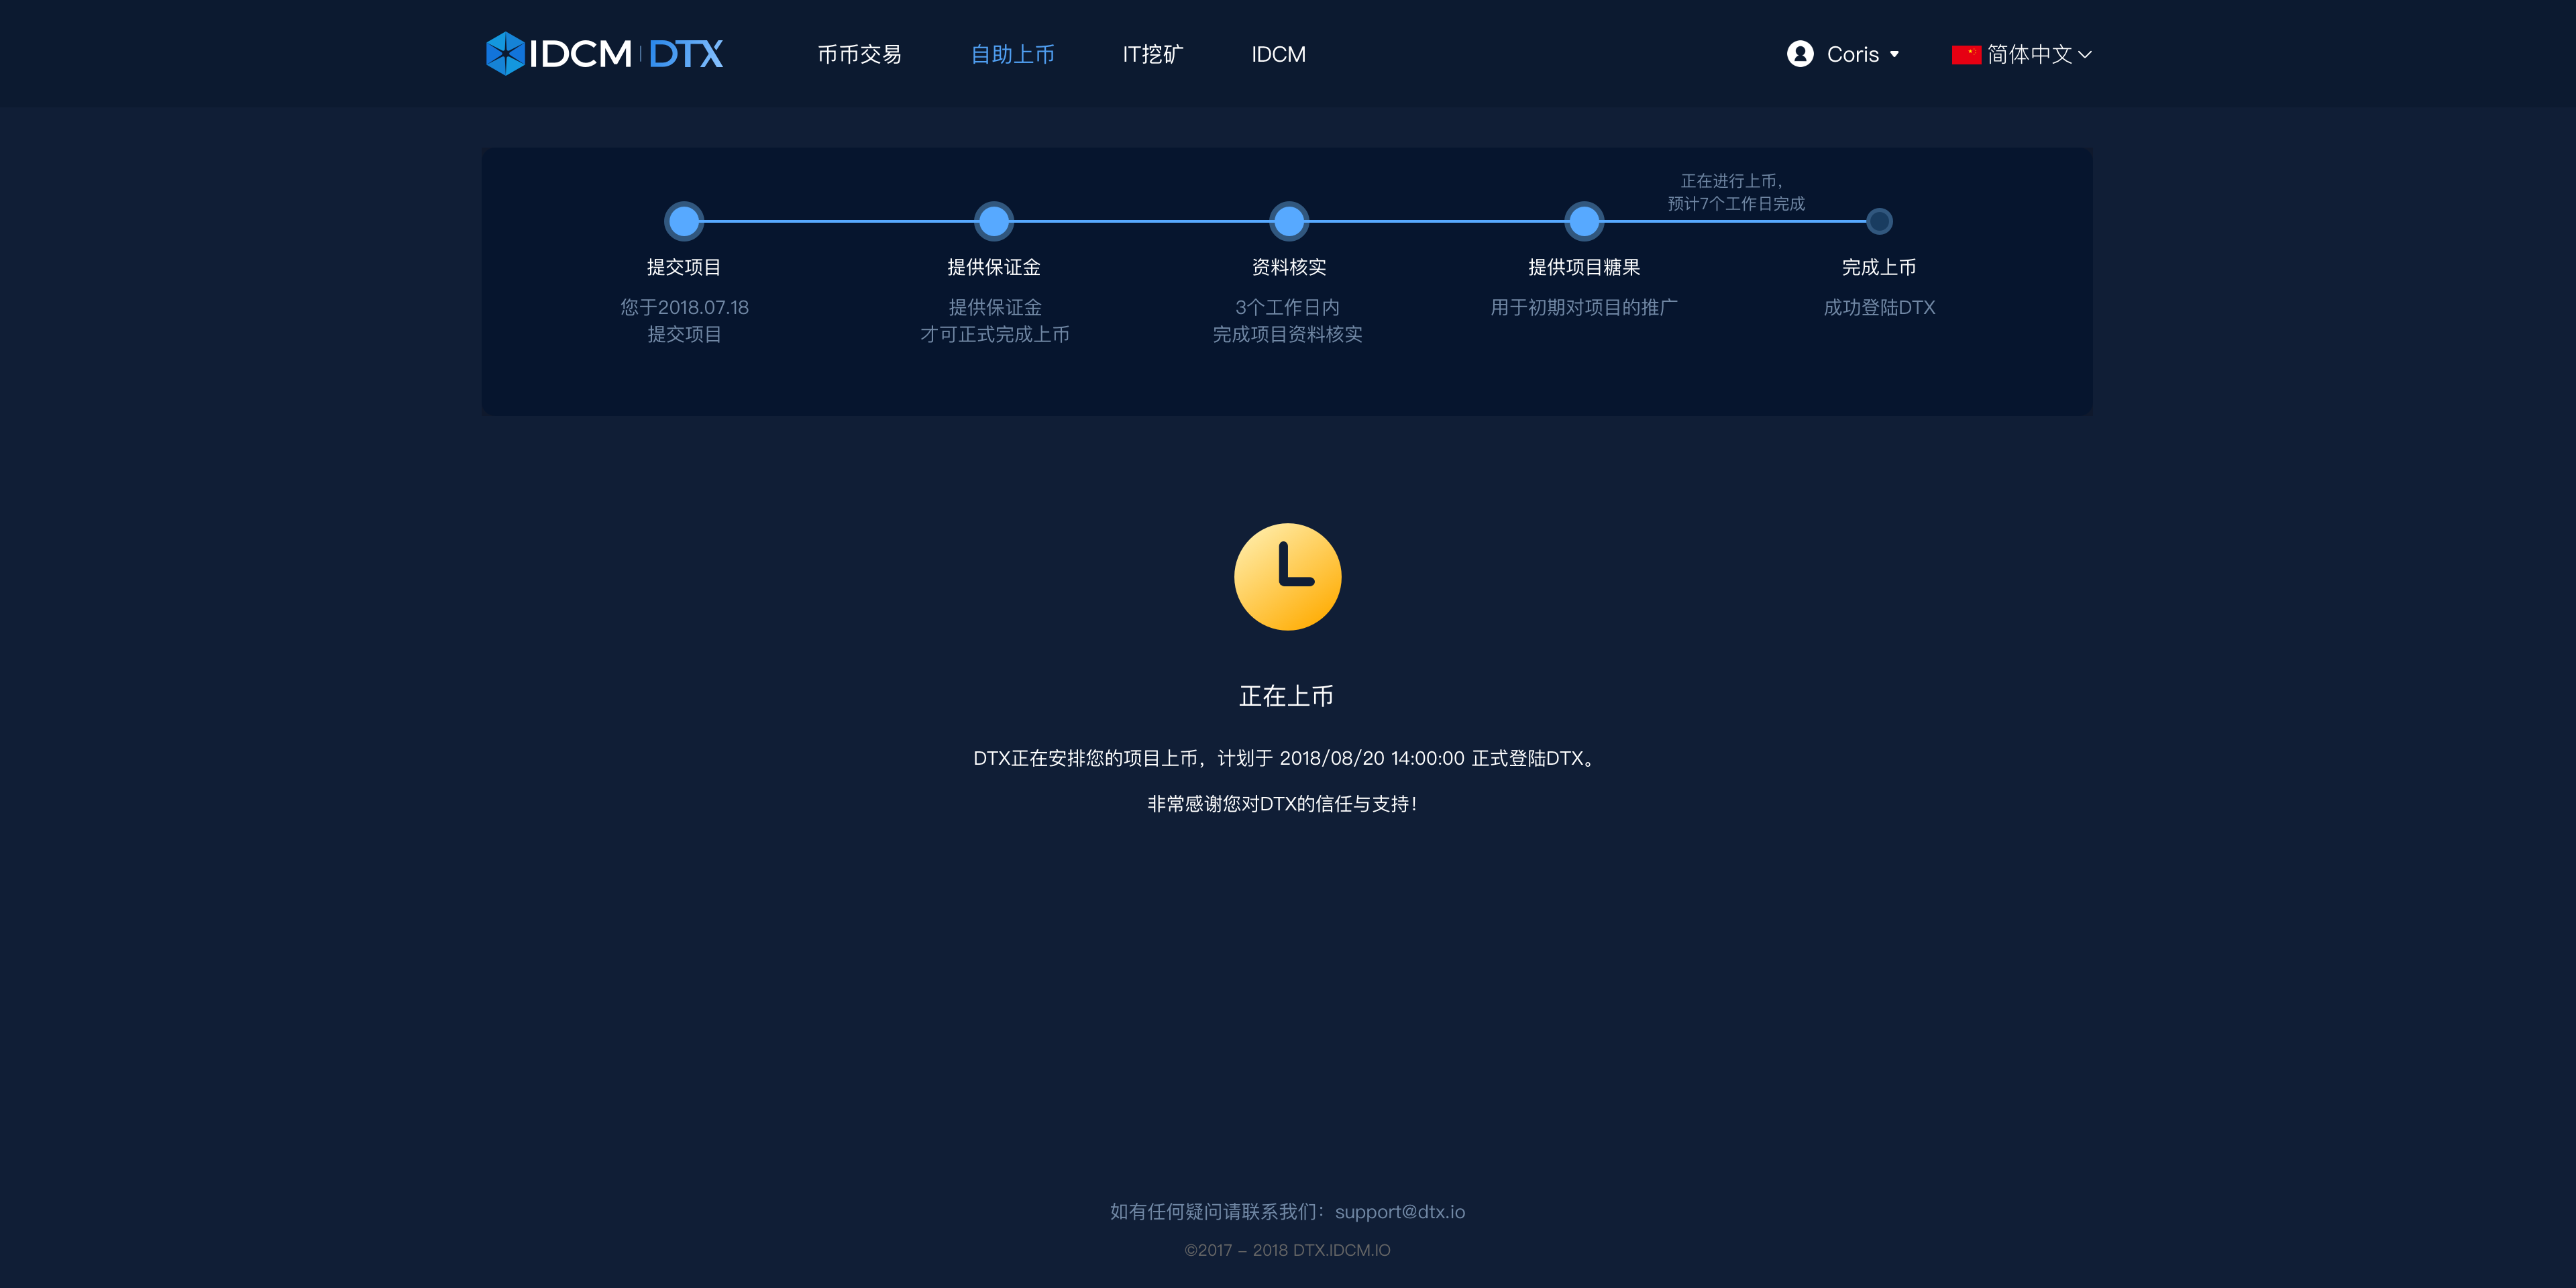 IDCM | DTX 币币交易 自助上币 IT挖矿 IDCM Coris 简体中文
正在进行上币，
预计7个工作日完成
提交项目 提供保证金 资料核实 提供项目糖果 完成上币
您于2018.07.18 提供保证金 3个工作日内 用于初期对项目的推广 成功登陆DTX
提交项目 才可正式完成上币 完成项目资料核实
正在上币
DTX正在安排您的项目上币，计划于 2018/08/20 14:00:00 正式登陆DTX。
非常感谢您对DTX的信任与支持！
如有任何疑问请联系我们：support@dtx.io
©2017 – 2018 DTX.IDCM.IO